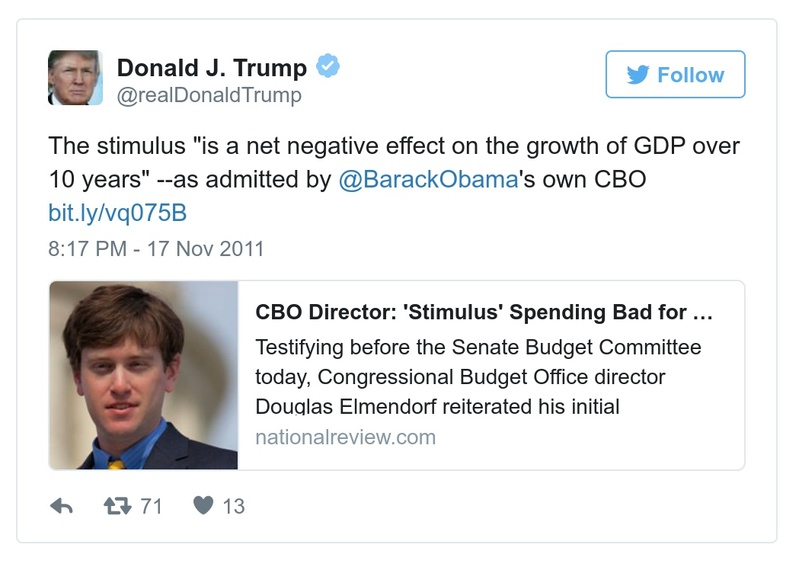 Donald J. Trump
@realDonaldTrump
Follow
The stimulus "is a net negative effect on the growth of GDP over
10 years" --as admitted by @BarackObama's own CBO
bit.ly/vq075B
8:17 PM - 17 Nov 2011
CBO Director: 'Stimulus' Spending Bad for …
Testifying before the Senate Budget Committee
today, Congressional Budget Office director
Douglas Elmendorf reiterated his initial
nationalreview.com
71
13